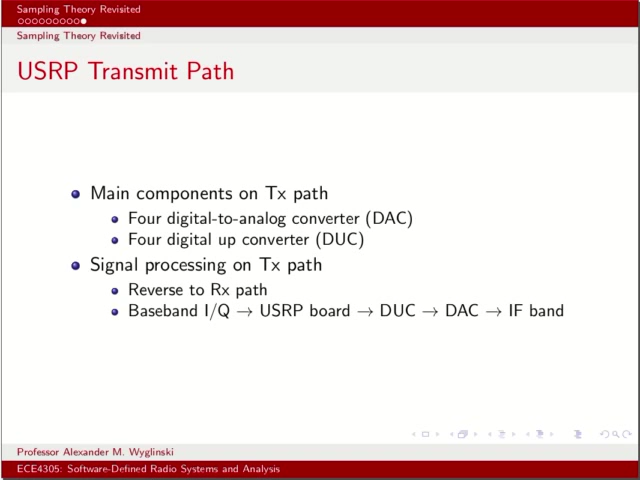 Sampling Theory Revisited
Sampling Theory Revisited
USRP Transmit Path
Main components on Tx path
Four digital-to-analog converter (DAC)
Four digital up converter (DUC)
Signal processing on Tx path
Reverse to Rx path
Baseband I/Q → USRP board → DUC → DAC → IF band
Professor Alexander M. Wyglinski
ECE4305: Software-Defined Radio Systems and Analysis